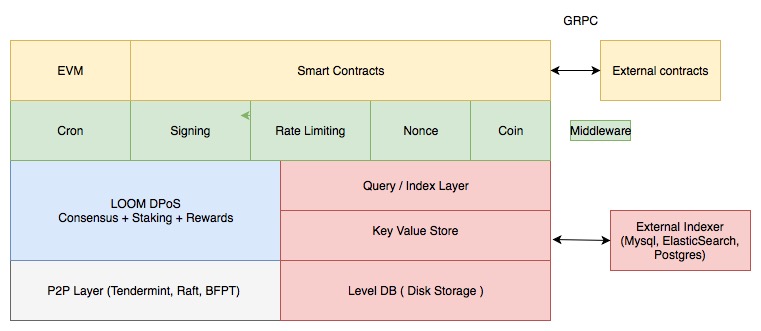 GRPC
EVM
Smart Contracts
External contracts
Cron
Signing
Rate Limiting
Nonce
Coin
Middleware
LOOM DPoS
Consensus + Staking + Rewards
Query / Index Layer
Key Value Store
External Indexer
(Mysql, ElasticSearch,
Postgres)
P2P Layer (Tendermint, Raft, BFPT)
Level DB ( Disk Storage )